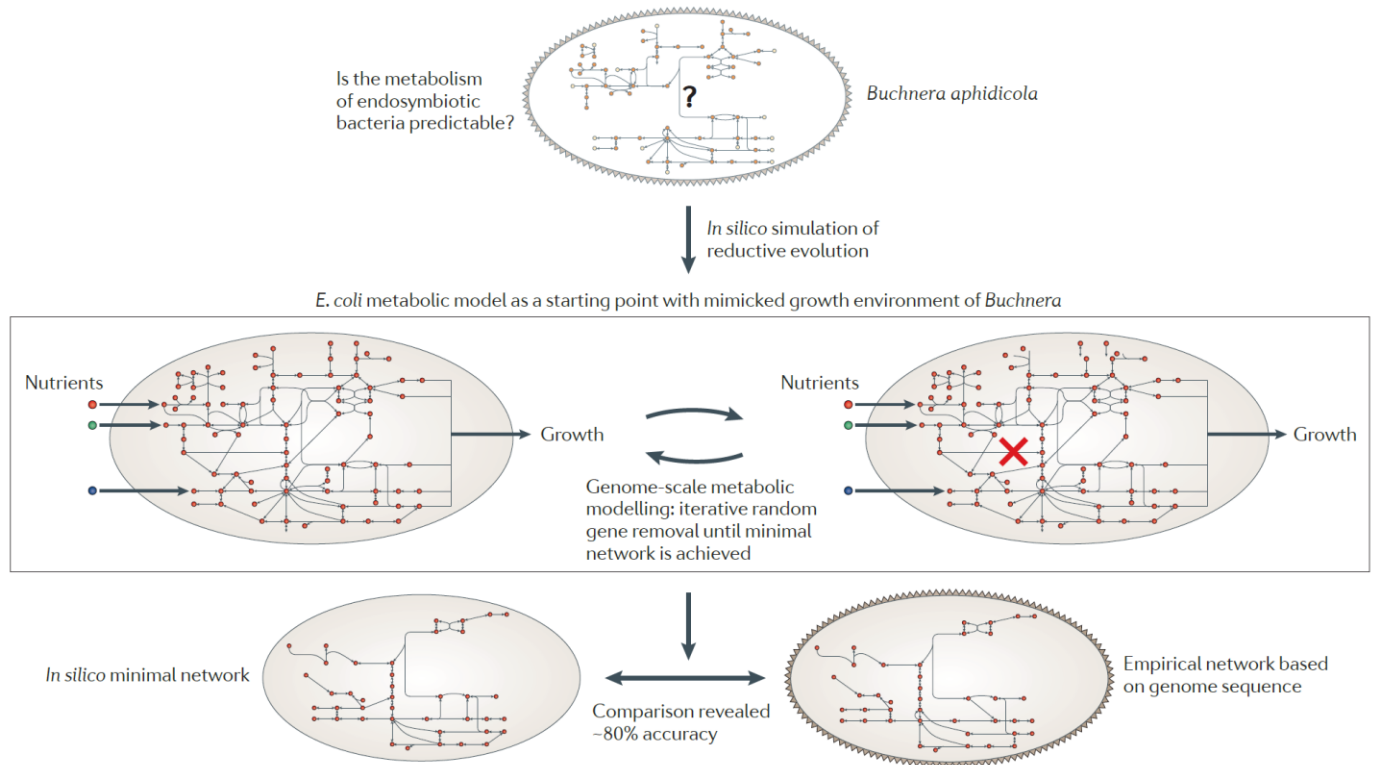 Is the metabolism
of endosymbiotic
bacteria predictable?
?
Buchnera aphidicola
In silico simulation of
reductive evolution
E. coli metabolic model as a starting point with mimicked growth environment of Buchnera
Nutrients
Growth
Nutrients
Growth
Genome-scale metabolic
modelling: iterative random
gene removal until minimal
network is achieved
In silico minimal network
Comparison revealed
~80% accuracy
Empirical network based
on genome sequence